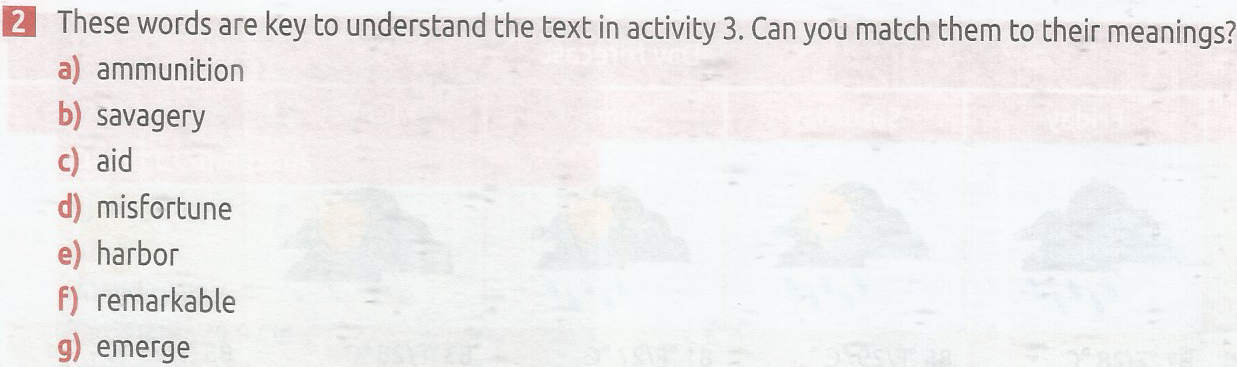 2 These words are key to understand the text in activity 3. Can you match them to their meanings?
a) ammunition
b) savagery
c) aid
d) misfortune
e) harbor
f) remarkable
g) emerge